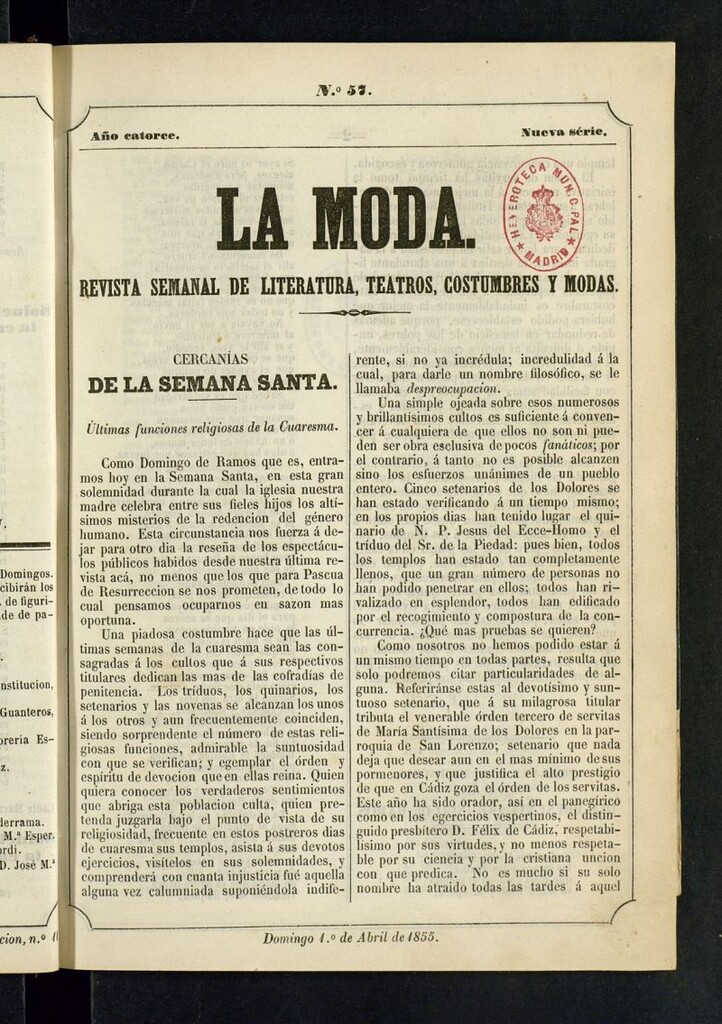 N.º 57.
Año catorce.
Nueva série.
LA MODA.
HEMEROTECA MUNICIPAL
★ MADRID ★
REVISTA SEMANAL DE LITERATURA, TEATROS, COSTUMBRES Y MODAS.
CERCANÍAS
DE LA SEMANA SANTA.
Últimas funciones religiosas de la Cuaresma.
Como Domingo de Ramos que es, entra-
mos hoy en la Semana Santa, en esta gran
solemnidad durante la cual la iglesia nuestra
madre celebra entre sus fieles hijos los altí-
simos misterios de la redencion del género
humano. Esta circunstancia nos fuerza á de-
jar para otro dia la reseña de los espectácu-
los públicos habidos desde nuestra última re-
vista acá, no menos que los que para Pascua
de Resurreccion se nos prometen, de todo lo
cual pensamos ocuparnos en sazon mas
oportuna.
Una piadosa costumbre hace que las úl-
timas semanas de la cuaresma sean las con-
sagradas á los cultos que á sus respectivos
titulares dedican las mas de las cofradías de
penitencia. Los tríduos, los quinarios, los
setenarios y las novenas se alcanzan los unos
á los otros y aun frecuentemente coinciden,
siendo sorprendente el número de estas reli-
giosas funciones, admirable la suntuosidad
con que se verifican; y egemplar el órden y
espíritu de devocion que en ellas reina. Quien
quiera conocer los verdaderos sentimientos
que abriga esta poblacion culta, quien pre-
tenda juzgarla bajo el punto de vista de su
religiosidad, frecuente en estos postreros dias
de cuaresma sus templos, asista á sus devotos
ejercicios, visítelos en sus solemnidades, y
comprenderá con cuanta injusticia fué aquella
alguna vez calumniada suponiéndola indife-
rente, si no ya incrédula; incredulidad á la
cual, para darle un nombre filosófico, se le
llamaba despreocupacion.
Una simple ojeada sobre esos numerosos
y brillantísimos cultos es suficiente á conven-
cer á cualquiera de que ellos no son ni pue-
den ser obra esclusiva de pocos fanáticos; por
el contrario, á tanto no es posible alcancen
sino los esfuerzos unánimes de un pueblo
entero. Cinco setenarios de los Dolores se
han estado verificando á un tiempo mismo;
en los propios dias han tenido lugar el qui-
nario de N. P. Jesus del Ecce-Homo y el
tríduo del Sr. de la Piedad: pues bien, todos
los templos han estado tan completamente
llenos, que un gran número de personas no
han podido penetrar en ellos; todos han ri-
valizado en esplendor, todos han edificado
por el recogimiento y compostura de la con-
currencia. ¿Qué mas pruebas se quieren?
Como nosotros no hemos podido estar á
un mismo tiempo en todas partes, resulta que
solo podremos citar particularidades de al-
guna. Referiránse estas al devotísimo y sun-
tuoso setenario, que á su milagrosa titular
tributa el venerable órden tercero de servitas
de María Santísima de los Dolores en la par-
roquia de San Lorenzo; setenario que nada
deja que desear aun en el mas mínimo de sus
pormenores, y que justifica el alto prestigio
de que en Cádiz goza el órden de los servitas.
Este año ha sido orador, así en el panegírico
como en los egercicios vespertinos, el distin-
guido presbítero D. Félix de Cádiz, respetabi-
lísimo por sus virtudes, y no menos respeta-
ble por su ciencia y por la cristiana uncion
con que predica. No es mucho si su solo
nombre ha atraido todas las tardes á aquel
Domingo 1.º de Abril de 1855.
Domingos.
cibirán los
de figuri-
de de pa-
nstitucion,
Guanteros,
oreria Es-
z.
derrama.
M.ª Esper.
ordi.
D. José M.ª
cion, n.º